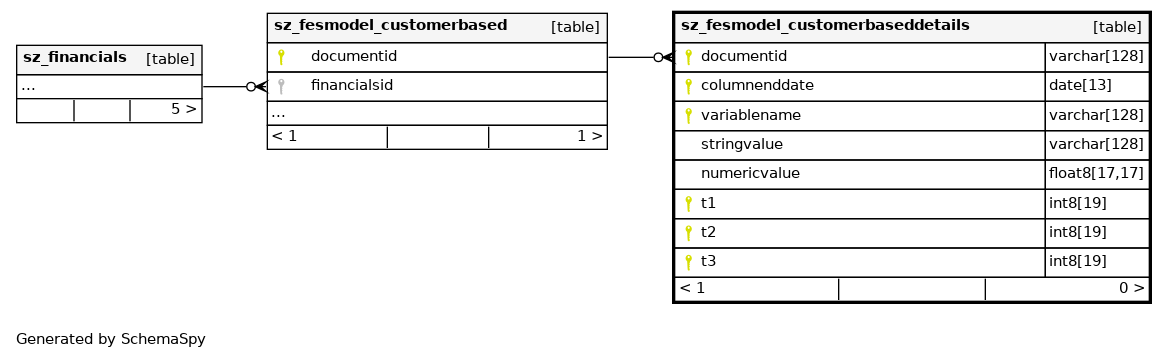 sz_financials [table]
...
5 >
sz_fesmodel_customerbased [table]
documentid
financialsid
...
< 1 1 >
sz_fesmodel_customerbaseddetails [table]
documentid varchar[128]
columnenddate date[13]
variablename varchar[128]
stringvalue varchar[128]
numericvalue float8[17,17]
t1 int8[19]
t2 int8[19]
t3 int8[19]
< 1 0 >
Generated by SchemaSpy